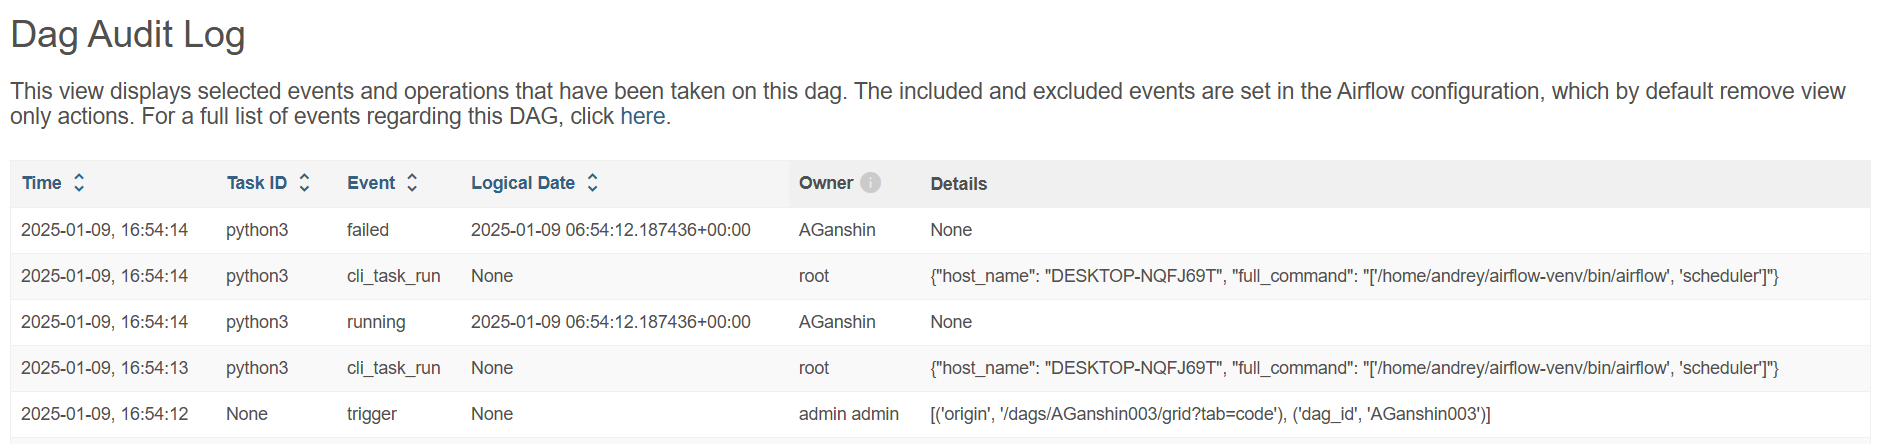 Dag Audit Log
This view displays selected events and operations that have been taken on this dag. The included and excluded events are set in the Airflow configuration, which by default remove view
only actions. For a full list of events regarding this DAG, click here.
Time Task ID Event Logical Date Owner Details
2025-01-09, 16:54:14 python3 failed 2025-01-09 06:54:12.187436+00:00 AGanshin None
2025-01-09, 16:54:14 python3 cli_task_run None root {"host_name": "DESKTOP-NQFJ69T", "full_command": "['/home/andrey/airflow-venv/bin/airflow', 'scheduler']"}
2025-01-09, 16:54:14 python3 running 2025-01-09 06:54:12.187436+00:00 AGanshin None
2025-01-09, 16:54:13 python3 cli_task_run None root {"host_name": "DESKTOP-NQFJ69T", "full_command": "['/home/andrey/airflow-venv/bin/airflow', 'scheduler']"}
2025-01-09, 16:54:12 None trigger None admin admin [('origin', '/dags/AGanshin003/grid?tab=code'), ('dag_id', 'AGanshin003')]